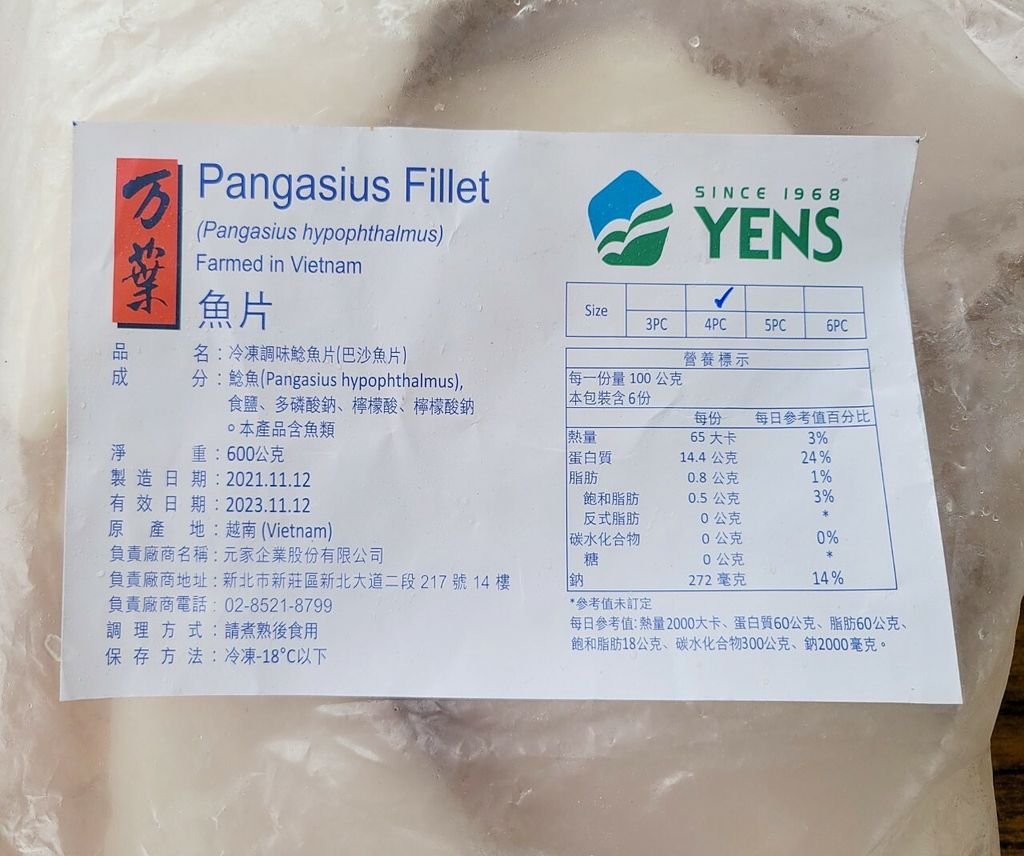 万葉
Pangasius Fillet
(Pangasius hypophthalmus)
Farmed in Vietnam
魚片
品名：冷凍調味鯰魚片(巴沙魚片)
成分：鯰魚(Pangasius hypophthalmus),
食鹽、多磷酸鈉、檸檬酸、檸檬酸鈉
。本產品含魚類
淨重：600公克
製造日期：2021.11.12
有效日期：2023.11.12
原產地：越南 (Vietnam)
負責廠商名稱：元家企業股份有限公司
負責廠商地址：新北市新莊區新北大道二段 217 號 14 樓
負責廠商電話：02-8521-8799
調理方式：請煮熟後食用
保存方法：冷凍-18°C以下
SINCE 1968
YENS
Size ✓
3PC 4PC 5PC 6PC
營養標示
每一份量 100 公克
本包裝含 6份
每份 每日參考值百分比
熱量 65 大卡 3%
蛋白質 14.4 公克 24%
脂肪 0.8 公克 1%
飽和脂肪 0.5 公克 3%
反式脂肪 0 公克 *
碳水化合物 0 公克 0%
糖 0 公克 *
鈉 272 毫克 14%
*參考值未訂定
每日參考值: 熱量2000大卡、蛋白質60公克、脂肪60公克、
飽和脂肪18公克、碳水化合物300公克、鈉2000毫克。